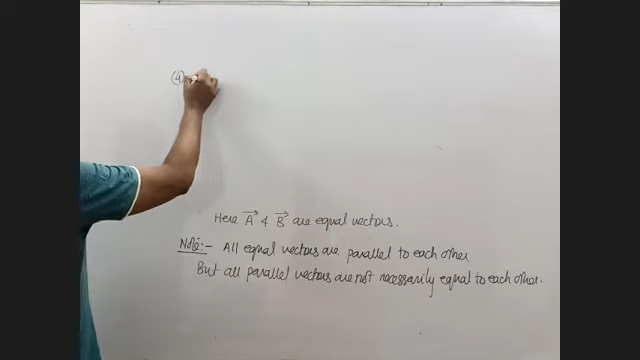 (4)
Here A & B are equal vectors.
Note:- All equal vectors are parallel to each other
But all parallel vectors are not necessarily equal to each other.